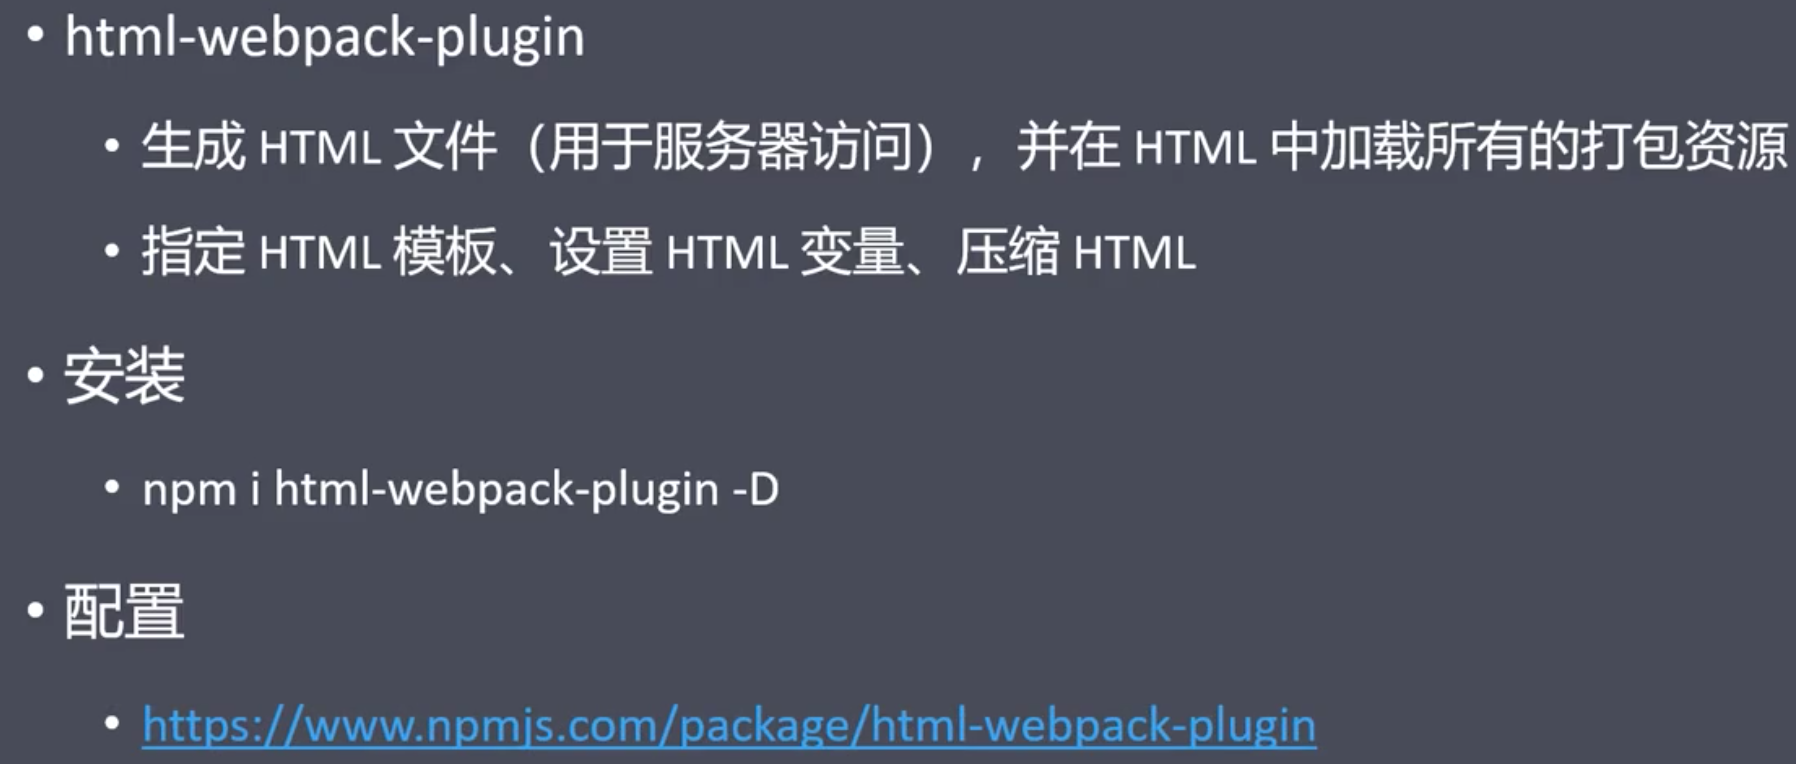 • html-webpack-plugin
• 生成 HTML 文件（用于服务器访问），并在 HTML 中加载所有的打包资源
• 指定 HTML 模板、设置 HTML 变量、压缩 HTML
• 安装
• npm i html-webpack-plugin -D
• 配置
• https://www.npmjs.com/package/html-webpack-plugin